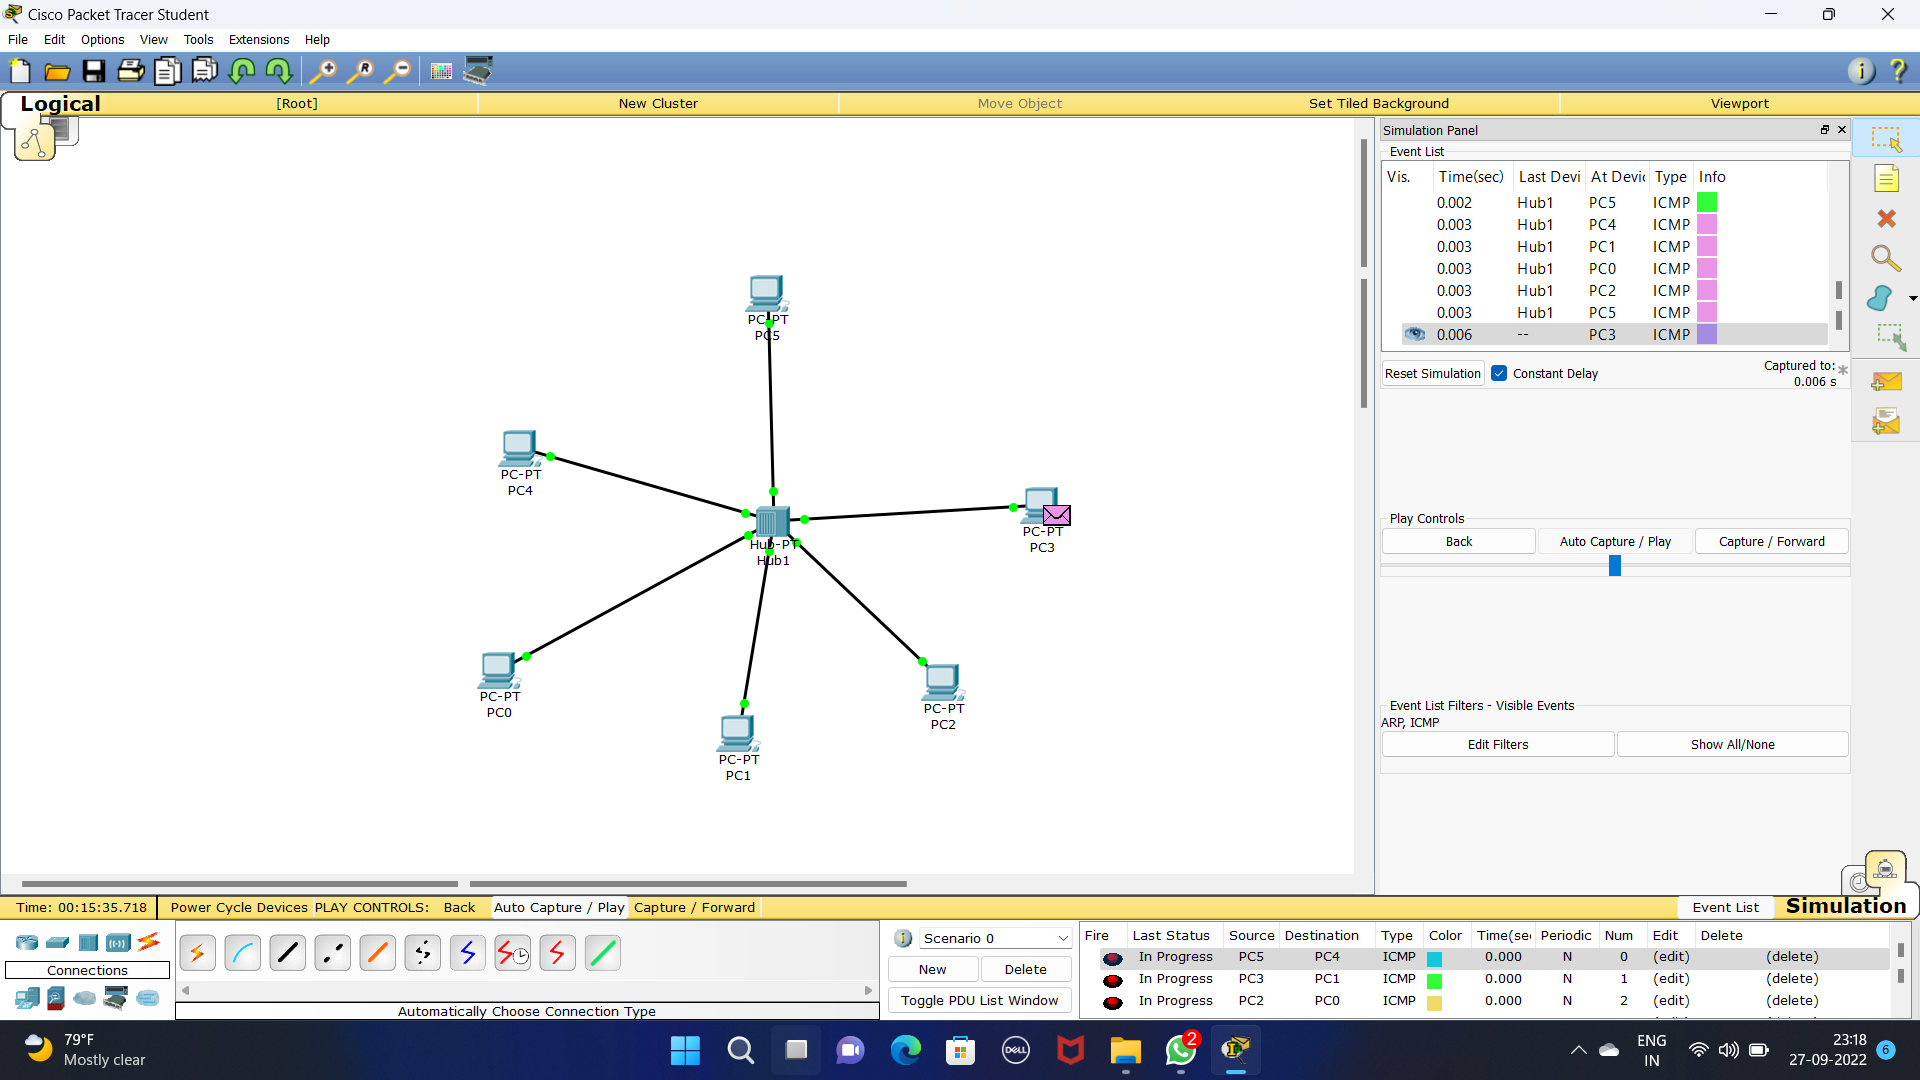 Cisco Packet Tracer Student
File Edit Options View Tools Extensions Help
Logical [Root] New Cluster Move Object Set Tiled Background Viewport
Simulation Panel
Event List
Vis. Time(sec) Last Devi At Devic Type Info
0.002 Hub1 PC5 ICMP
0.003 Hub1 PC4 ICMP
0.003 Hub1 PC1 ICMP
0.003 Hub1 PC0 ICMP
0.003 Hub1 PC2 ICMP
0.003 Hub1 PC5 ICMP
0.006 -- PC3 ICMP
Reset Simulation Constant Delay Captured to: *
0.006 s
PC-PT
PC5
PC-PT
PC4
PC-PT
PC3
Hub-PT
Hub1
PC-PT
PC0
PC-PT
PC1
PC-PT
PC2
Play Controls
Back Auto Capture / Play Capture / Forward
Event List Filters - Visible Events
ARP, ICMP
Edit Filters Show All/None
Time: 00:15:35.718 Power Cycle Devices PLAY CONTROLS: Back Auto Capture / Play Capture / Forward Event List Simulation
Connections
Automatically Choose Connection Type
Scenario 0
New Delete
Toggle PDU List Window
Fire Last Status Source Destination Type Color Time(sec Periodic Num Edit Delete
In Progress PC5 PC4 ICMP 0.000 N 0 (edit) (delete)
In Progress PC3 PC1 ICMP 0.000 N 1 (edit) (delete)
In Progress PC2 PC0 ICMP 0.000 N 2 (edit) (delete)
79°F
Mostly clear
DELL
2
ENG
IN
23:18
27-09-2022
6